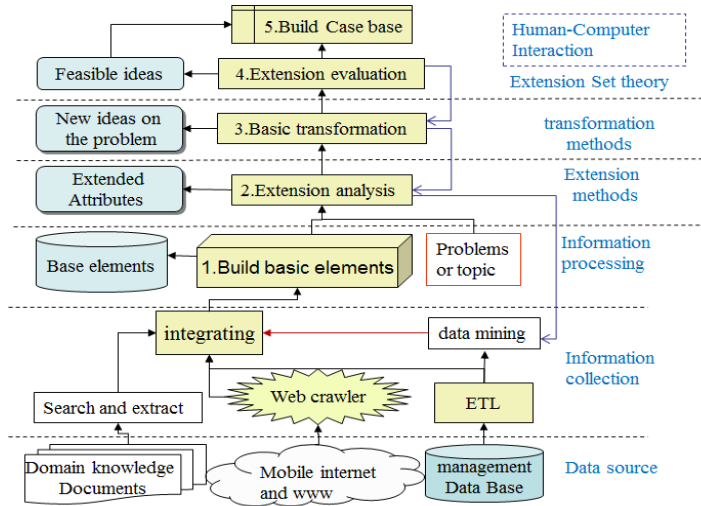 5.Build Case base
Human-Computer
Interaction
Feasible ideas
4.Extension evaluation
Extension Set theory
New ideas on
the problem
3.Basic transformation
transformation
methods
Extended
Attributes
2.Extension analysis
Extension
methods
Base elements
1.Build basic elements
Problems
or topic
Information
processing
integrating
data mining
Information
collection
Search and extract
Web crawler
ETL
Domain knowledge
Documents
Mobile internet
and www
management
Data Base
Data source